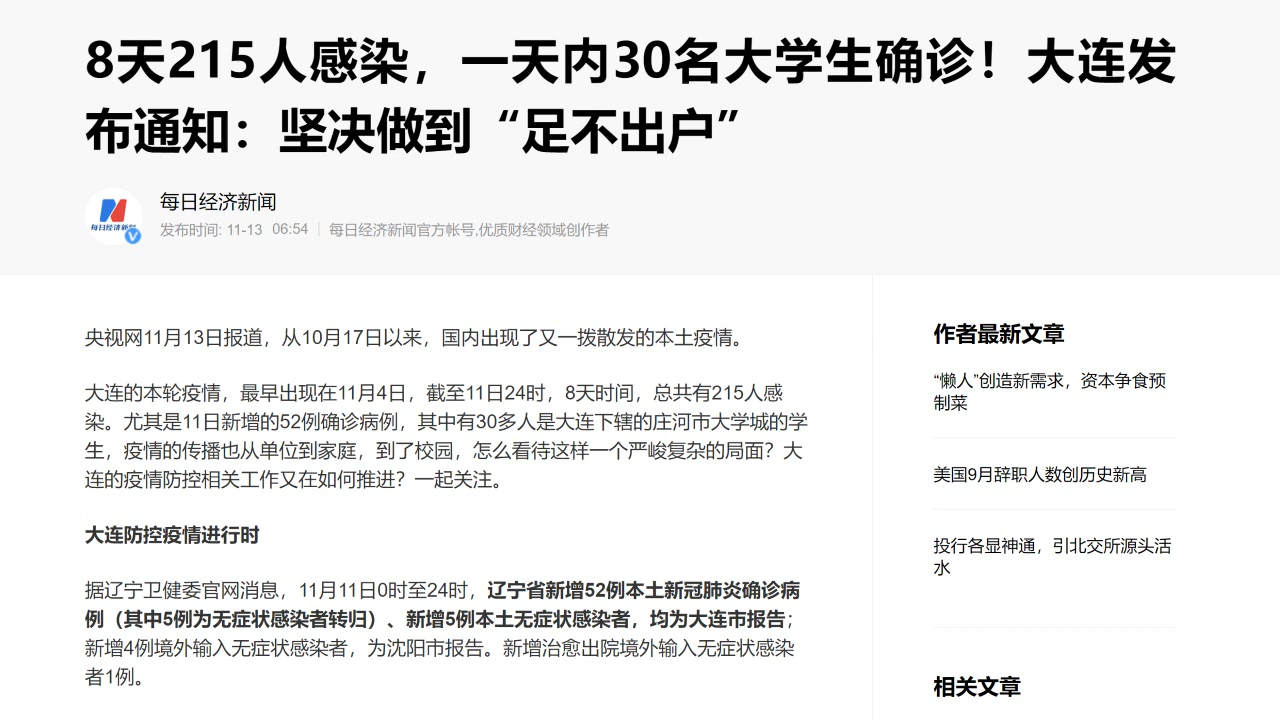 8天215人感染，一天内30名大学生确诊！大连发
布通知：坚决做到“足不出户”
每日经济新闻
每日经济新闻
发布时间: 11-13 06:54 | 每日经济新闻官方帐号,优质财经领域创作者
央视网11月13日报道，从10月17日以来，国内出现了又一拨散发的本土疫情。
大连的本轮疫情，最早出现在11月4日，截至11日24时，8天时间，总共有215人感
染。尤其是11日新增的52例确诊病例，其中有30多人是大连下辖的庄河市大学城的学
生，疫情的传播也从单位到家庭，到了校园，怎么看待这样一个严峻复杂的局面？大
连的疫情防控相关工作又在如何推进？一起关注。
大连防控疫情进行时
据辽宁卫健委官网消息，11月11日0时至24时，辽宁省新增52例本土新冠肺炎确诊病
例（其中5例为无症状感染者转归）、新增5例本土无症状感染者，均为大连市报告；
新增4例境外输入无症状感染者，为沈阳市报告。新增治愈出院境外输入无症状感染
者1例。
作者最新文章
“懒人”创造新需求，资本争食预
制菜
美国9月辞职人数创历史新高
投行各显神通，引北交所源头活
水
相关文章